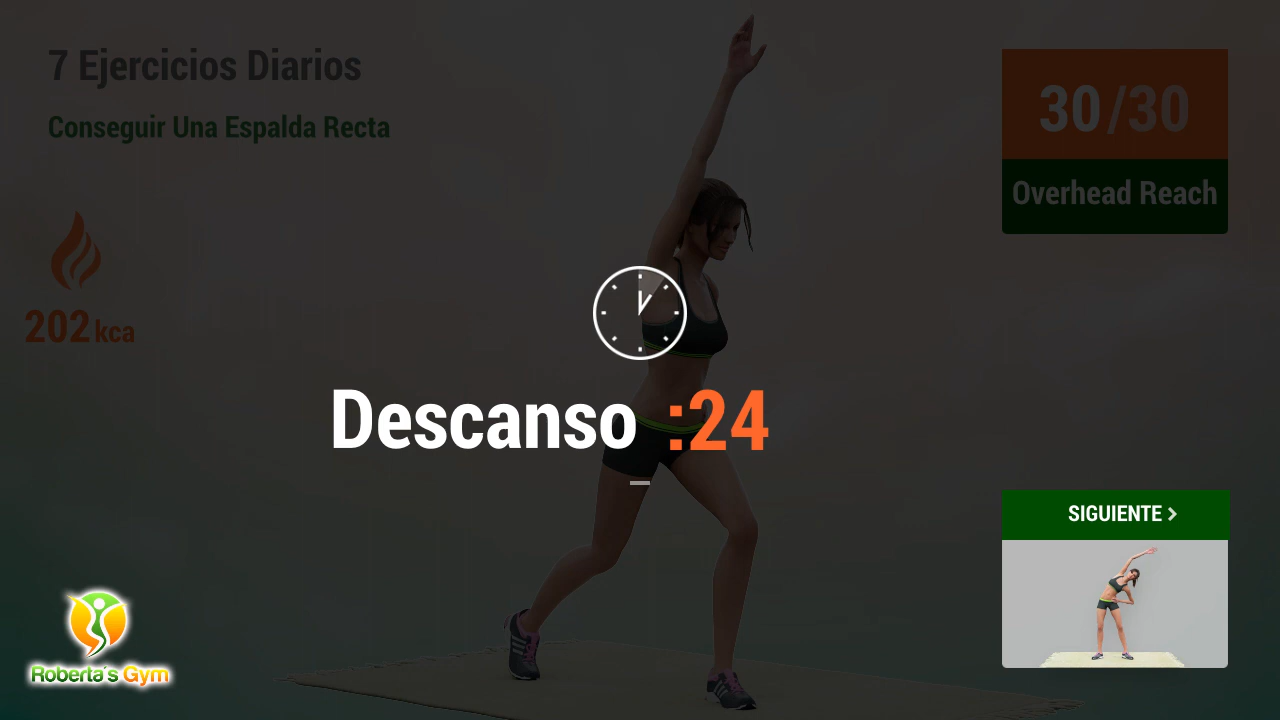 7 Ejercicios Diarios
Conseguir Una Espalda Recta
30/30
Overhead Reach
202 kca
Descanso :24
SIGUIENTE >
Roberta´s Gym